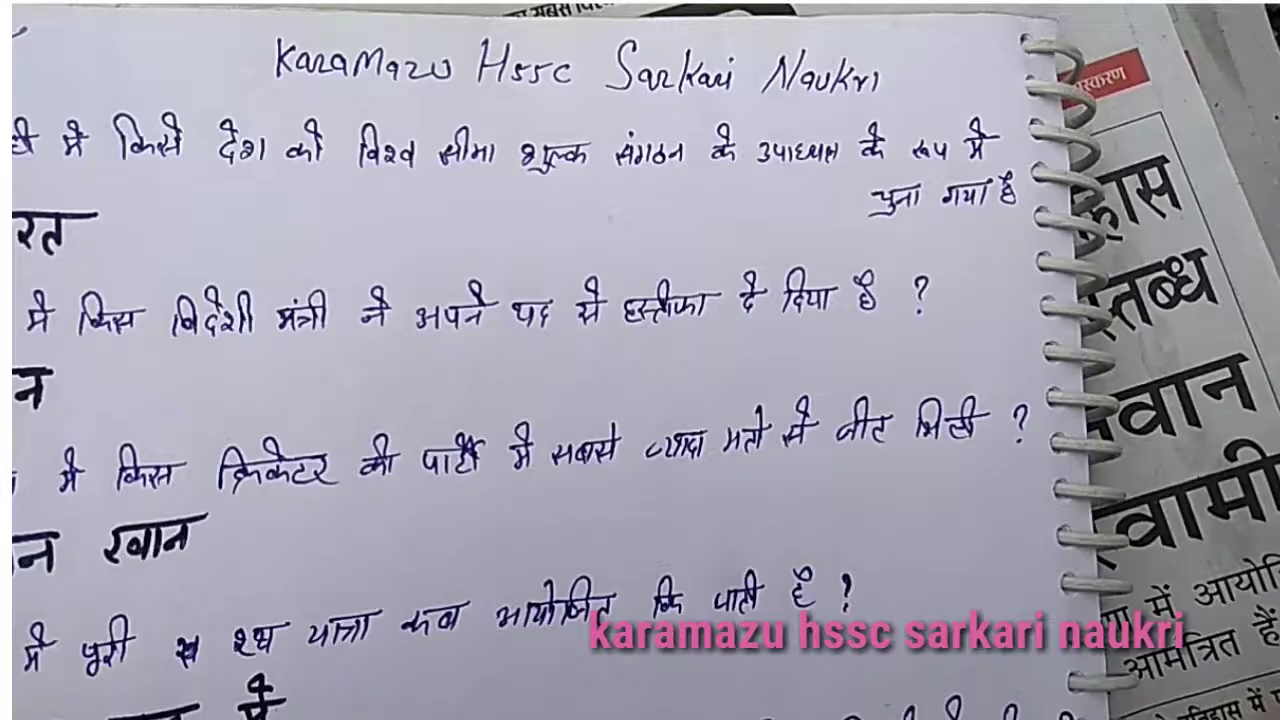 KaraMazu Hssc Sarkari Naukri
में किसे देश को विश्व सीमा शुल्क संगठन के उपाध्यक्ष के रूप में
चुना गया है
रत
में किस विदेशी मंत्री ने अपने पद से इस्तीफा दे दिया है ?
न
में किस क्रिकेटर की पार्टी में सबसे ज्यादा मतो से जीत मिली ?
न खान
में पूरी रथ यात्रा कब आयोजित कि जाती है ?
में
karamazu hssc sarkari naukri
स्करण
स्तब्ध
वान
स्वामी
में आयोजि
आमंत्रित हैं